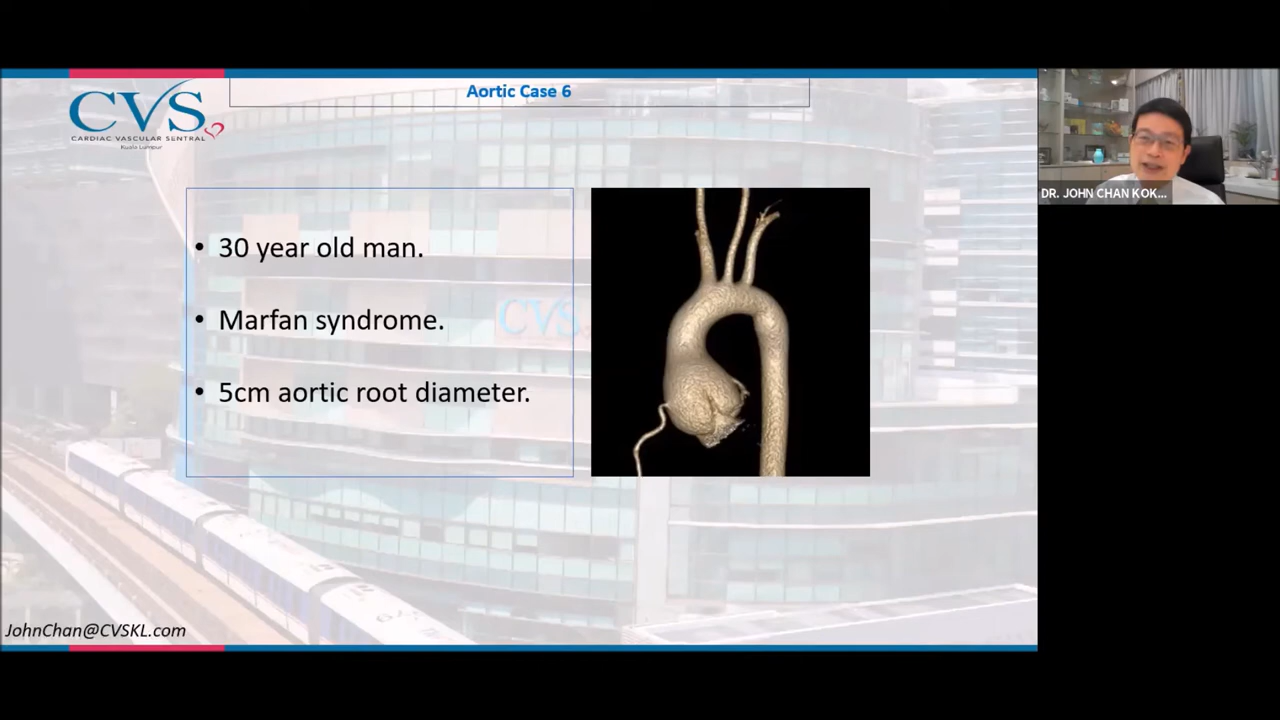 Aortic Case 6
CVS
CARDIAC VASCULAR SENTRAL
Kuala Lumpur
• 30 year old man.
• Marfan syndrome.
• 5cm aortic root diameter.
CVS
JohnChan@CVSKL.com
DR. JOHN CHAN KOK...